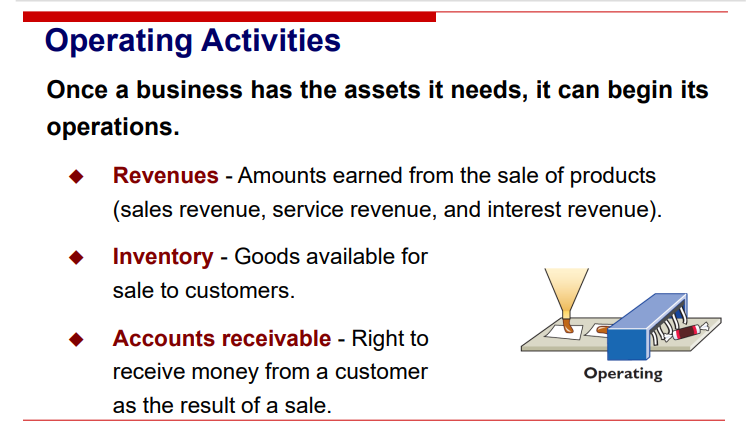 Operating Activities
Once a business has the assets it needs, it can begin its
operations.
Revenues - Amounts earned from the sale of products
(sales revenue, service revenue, and interest revenue).
Inventory - Goods available for
sale to customers.
Accounts receivable - Right to
receive money from a customer
as the result of a sale.
Operating